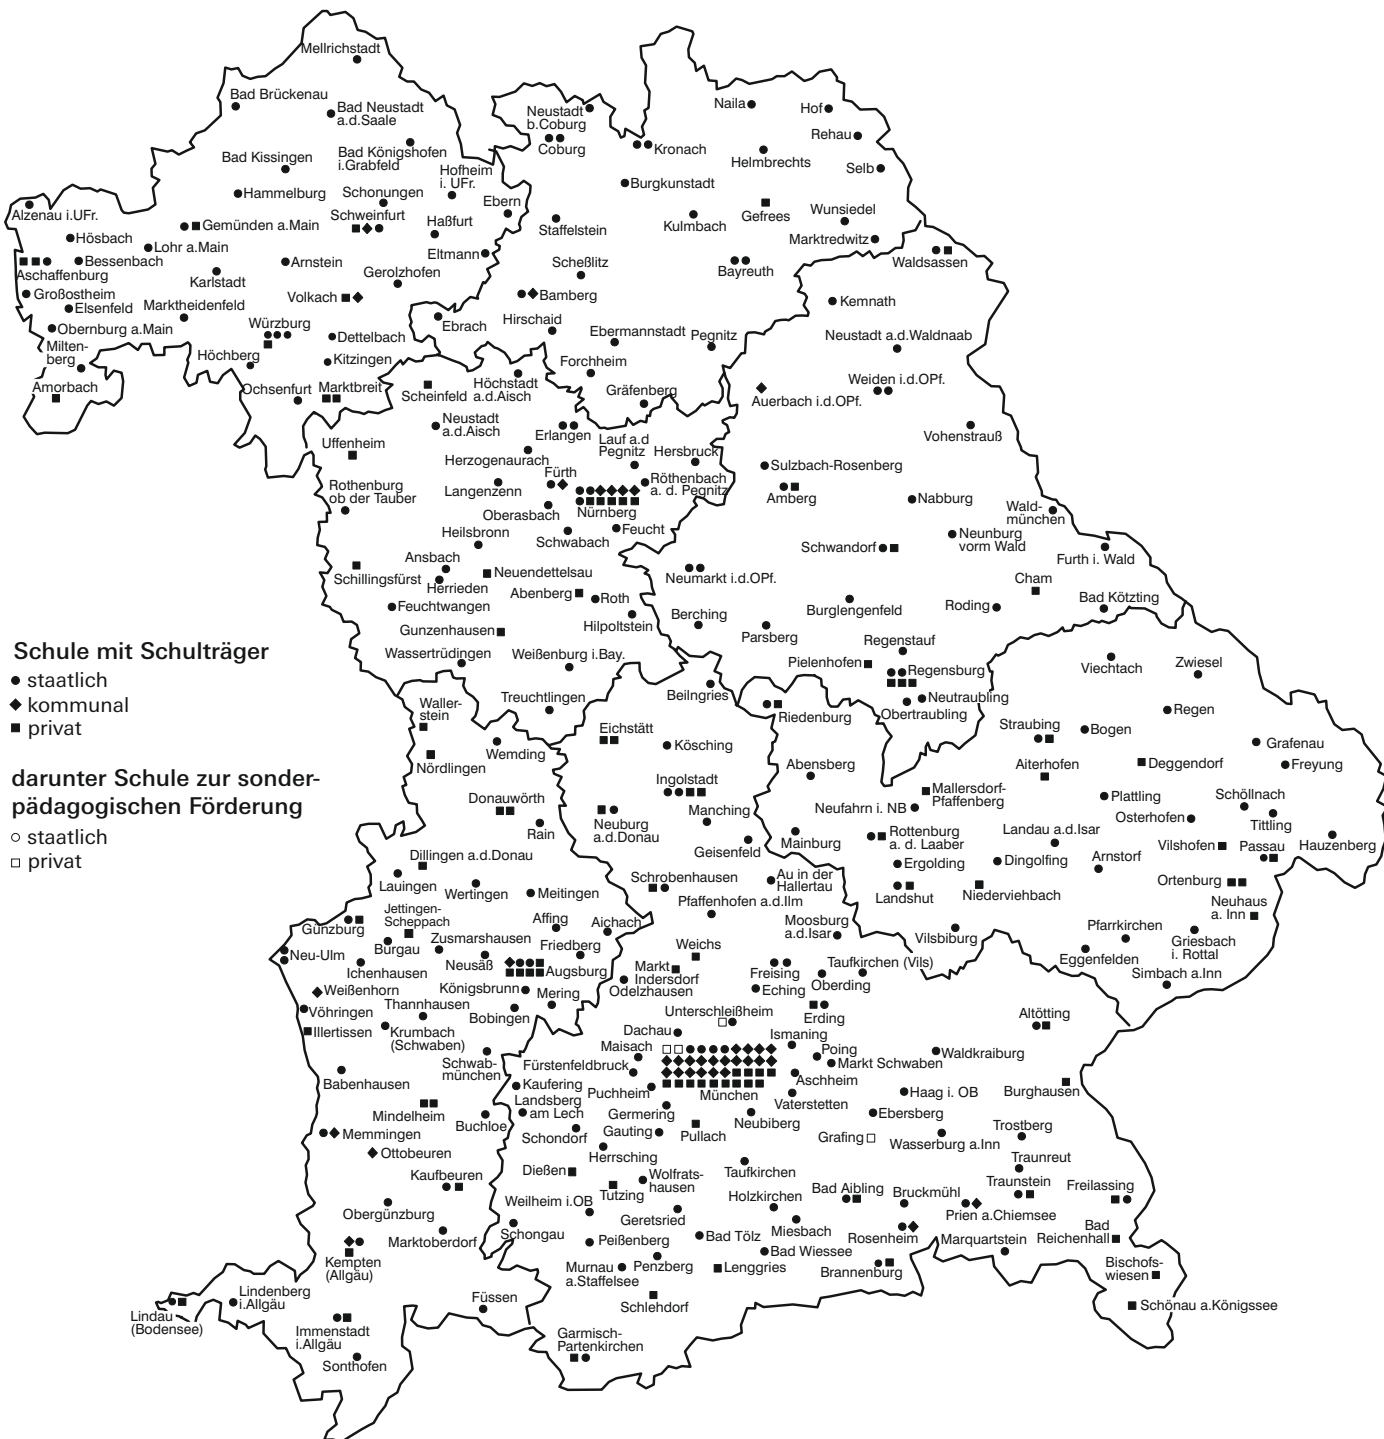 Mellrichstadt
Bad Brückenau
Bad Neustadt
a.d.Saale
Neustadt
b.Coburg
Coburg
Naila
Hof
Rehau
Kronach
Helmbrechts
Selb
Bad Kissingen
Bad Königshofen
i.Grabfeld
Hofheim
i. UFr.
Hammelburg
Schonungen
Ebern
Burgkunstadt
Alzenau i.UFr.
Gemünden a.Main
Schweinfurt
Haßfurt
Staffelstein
Kulmbach
Gefrees
Wunsiedel
Hösbach
Lohr a.Main
Eltmann
Marktredwitz
Bessenbach
Aschaffenburg
Karlstadt
Arnstein
Gerolzhofen
Scheßlitz
Bayreuth
Waldsassen
Großostheim
Elsenfeld
Marktheidenfeld
Volkach
Bamberg
Kemnath
Obernburg a.Main
Würzburg
Dettelbach
Ebrach
Hirschaid
Ebermannstadt
Pegnitz
Neustadt a.d.Waldnaab
Milten-
berg
Höchberg
Kitzingen
Forchheim
Amorbach
Ochsenfurt
Marktbreit
Scheinfeld
Höchstadt
a.d.Aisch
Gräfenberg
Auerbach i.d.OPf.
Weiden i.d.OPf.
Neustadt
a.d.Aisch
Erlangen
Lauf a.d
Pegnitz
Hersbruck
Vohenstrauß
Uffenheim
Herzogenaurach
Fürth
Röthenbach
a. d. Pegnitz
Sulzbach-Rosenberg
Rothenburg
ob der Tauber
Langenzenn
Nürnberg
Amberg
Nabburg
Oberasbach
Wald-
münchen
Heilsbronn
Schwabach
Feucht
Schwandorf
Neunburg
vorm Wald
Furth i. Wald
Ansbach
Schillingsfürst
Herrieden
Neuendettelsau
Neumarkt i.d.OPf.
Cham
Abenberg
Roth
Feuchtwangen
Hilpoltstein
Berching
Burglengenfeld
Roding
Bad Kötzting
Gunzenhausen
Parsberg
Regenstauf
Schule mit Schulträger
staatlich
kommunal
privat
darunter Schule zur sonder-
pädagogischen Förderung
staatlich
privat
Wassertrüdingen
Weißenburg i.Bay.
Pielenhofen
Regensburg
Viechtach
Zwiesel
Treuchtlingen
Beilngries
Neutraubling
Obertraubling
Riedenburg
Regen
Waller-
stein
Eichstätt
Straubing
Bogen
Wemding
Kösching
Grafenau
Nördlingen
Abensberg
Aiterhofen
Deggendorf
Freyung
Ingolstadt
Mallersdorf-
Pfaffenberg
Donauwörth
Neufahrn i. NB
Plattling
Schöllnach
Rain
Neuburg
a.d.Donau
Manching
Osterhofen
Tittling
Geisenfeld
Mainburg
Rottenburg
a. d. Laaber
Landau a.d.Isar
Vilshofen
Passau
Hauzenberg
Dillingen a.d.Donau
Ergolding
Dingolfing
Arnstorf
Lauingen
Wertingen
Meitingen
Schrobenhausen
Au in der
Hallertau
Landshut
Niederviehbach
Ortenburg
Pfaffenhofen a.d.Ilm
Neuhaus
a. Inn
Jettingen-
Scheppach
Günzburg
Affing
Aichach
Moosburg
a.d.Isar
Vilsbiburg
Pfarrkirchen
Griesbach
i. Rottal
Burgau
Zusmarshausen
Friedberg
Weichs
Eggenfelden
Neu-Ulm
Ichenhausen
Neusäß
Augsburg
Markt
Indersdorf
Freising
Taufkirchen (Vils)
Simbach a.Inn
Weißenhorn
Königsbrunn
Mering
Odelzhausen
Eching
Oberding
Vöhringen
Thannhausen
Bobingen
Unterschleißheim
Erding
Altötting
Illertissen
Krumbach
(Schwaben)
Dachau
Ismaning
Maisach
Poing
Waldkraiburg
Schwab-
münchen
Fürstenfeldbruck
Markt Schwaben
Babenhausen
Kaufering
Puchheim
München
Aschheim
Burghausen
Landsberg
am Lech
Vaterstetten
Haag i. OB
Mindelheim
Buchloe
Germering
Neubiberg
Ebersberg
Trostberg
Memmingen
Schondorf
Gauting
Pullach
Grafing
Wasserburg a.Inn
Ottobeuren
Herrsching
Traunreut
Kaufbeuren
Dießen
Wolfrats-
hausen
Taufkirchen
Traunstein
Freilassing
Tutzing
Bad Aibling
Bruckmühl
Weilheim i.OB
Holzkirchen
Prien a.Chiemsee
Obergünzburg
Geretsried
Miesbach
Bad
Reichenhall
Marktoberdorf
Schongau
Peißenberg
Bad Tölz
Rosenheim
Marquartstein
Kempten
(Allgäu)
Bad Wiessee
Bischofs-
wiesen
Murnau
a.Staffelsee
Penzberg
Lenggries
Brannenburg
Lindau
(Bodensee)
Lindenberg
i.Allgäu
Füssen
Schlehdorf
Schönau a.Königssee
Immenstadt
i.Allgäu
Garmisch-
Partenkirchen
Sonthofen